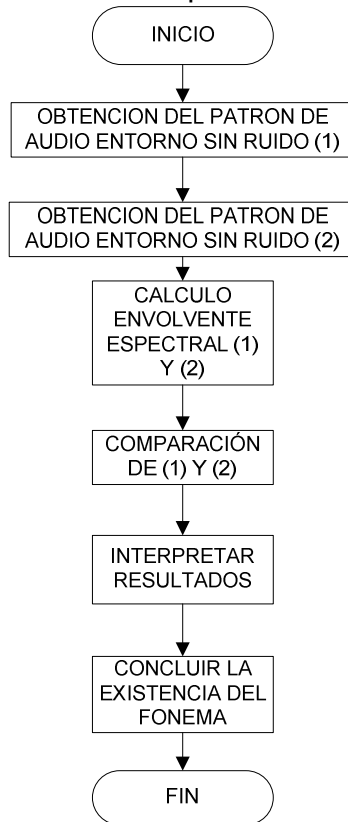 INICIO
OBTENCION DEL PATRON DE
AUDIO ENTORNO SIN RUIDO (1)
OBTENCION DEL PATRON DE
AUDIO ENTORNO SIN RUIDO (2)
CALCULO
ENVOLVENTE
ESPECTRAL (1)
Y (2)
COMPARACIÓN
DE (1) Y (2)
INTERPRETAR
RESULTADOS
CONCLUIR LA
EXISTENCIA DEL
FONEMA
FIN